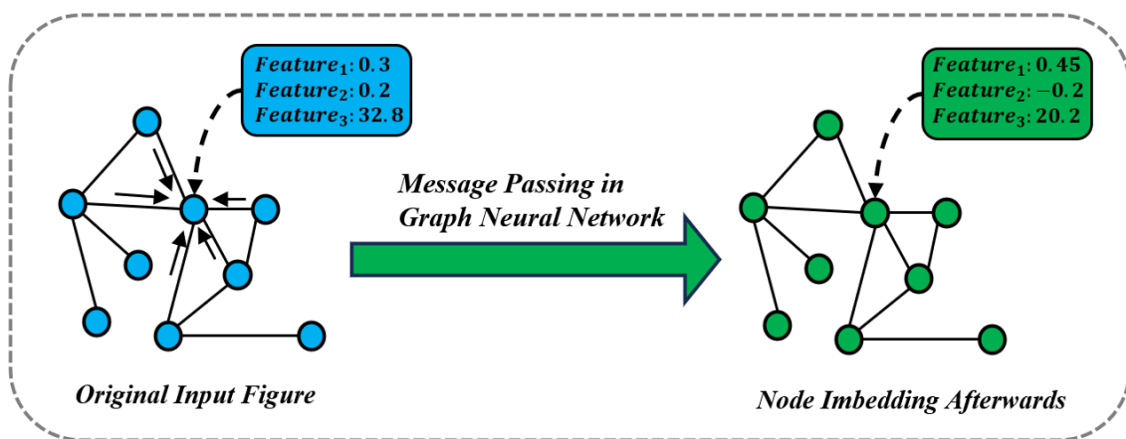 Feature₁: 0.3
Feature₂: 0.2
Feature₃: 32.8
Feature₁: 0.45
Feature₂: −0.2
Feature₃: 20.2
Message Passing in
Graph Neural Network
Original Input Figure
Node Imbedding Afterwards